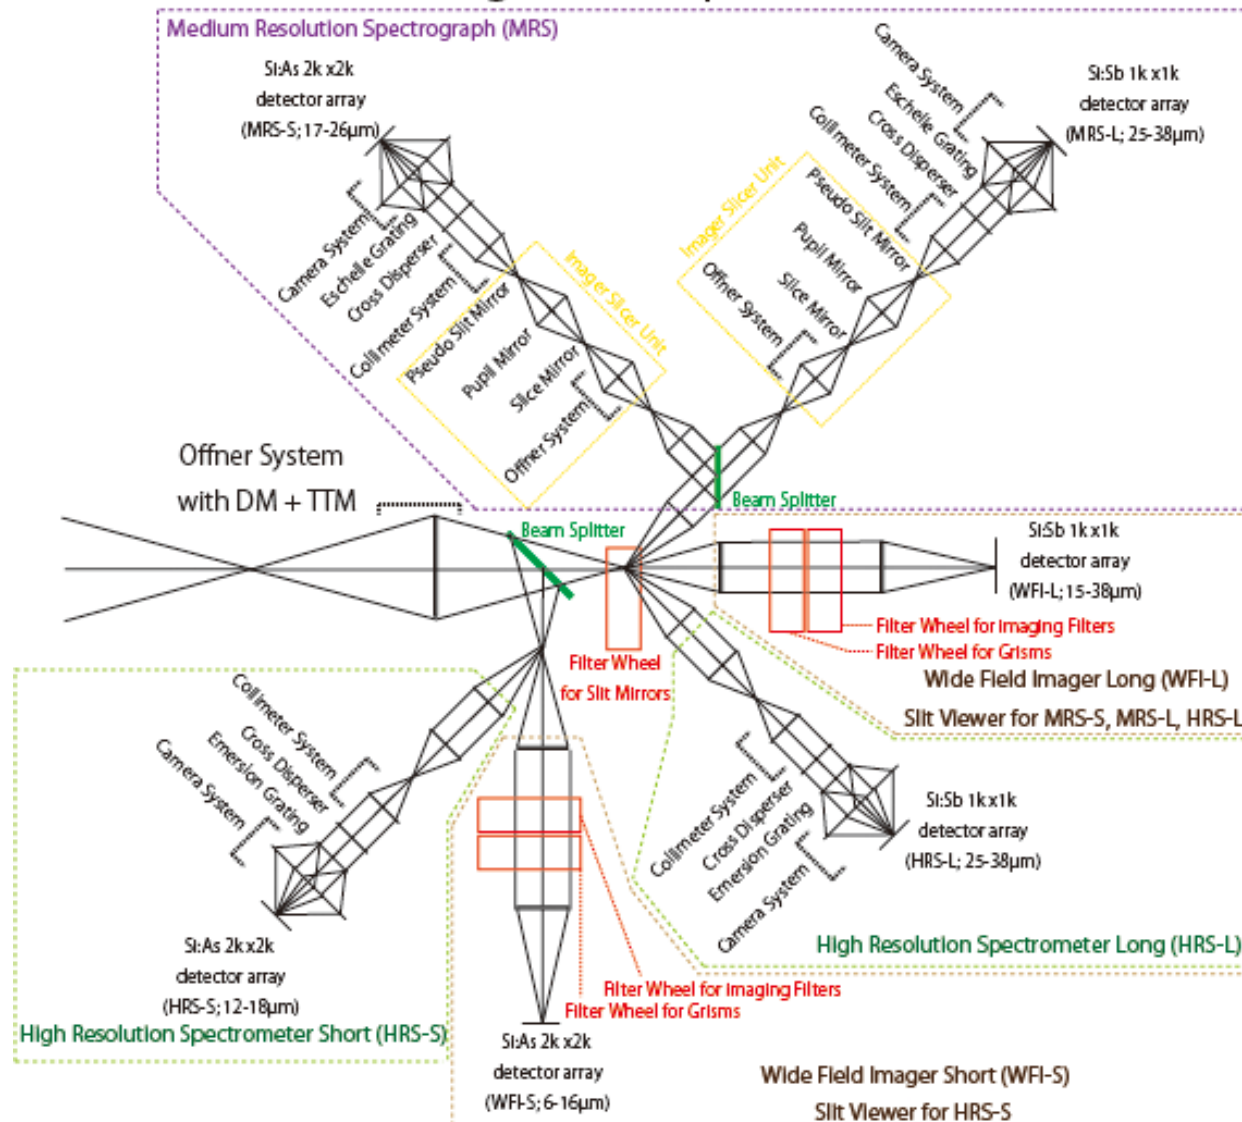 Medium Resolution Spectrograph (MRS)
Si:As 2k x2k
detector array
(MRS-S; 17-26μm)
Camera System
Eschelle Grating
Cross Disperser
Collimeter System
Pseudo Slit Mirror
Pupil Mirror
Slice Mirror
Offner System
Imager Slicer Unit
Camera System
Eschelle Grating
Cross Disperser
Collimeter System
Pseudo Slit Mirror
Pupil Mirror
Slice Mirror
Offner System
Imager Slicer Unit
Si:Sb 1k x1k
detector array
(MRS-L; 25-38μm)
Beam Splitter
Offner System
with DM + TTM
Beam Splitter
Filter Wheel
for Slit Mirrors
Si:Sb 1k x1k
detector array
(WFI-L; 15-38μm)
Filter Wheel for imaging Filters
Filter Wheel for Grisms
Wide Field Imager Long (WFI-L)
Slit Viewer for MRS-S, MRS-L, HRS-L
Collimeter System
Cross Disperser
Emersion Grating
Camera System
Si:As 2k x2k
detector array
(HRS-S; 12-18μm)
High Resolution Spectrometer Short (HRS-S)
Collimeter System
Cross Disperser
Emersion Grating
Camera System
Si:Sb 1k x1k
detector array
(HRS-L; 25-38μm)
High Resolution Spectrometer Long (HRS-L)
Filter Wheel for imaging Filters
Filter Wheel for Grisms
Si:As 2k x2k
detector array
(WFI-S; 6-16μm)
Wide Field Imager Short (WFI-S)
Slit Viewer for HRS-S